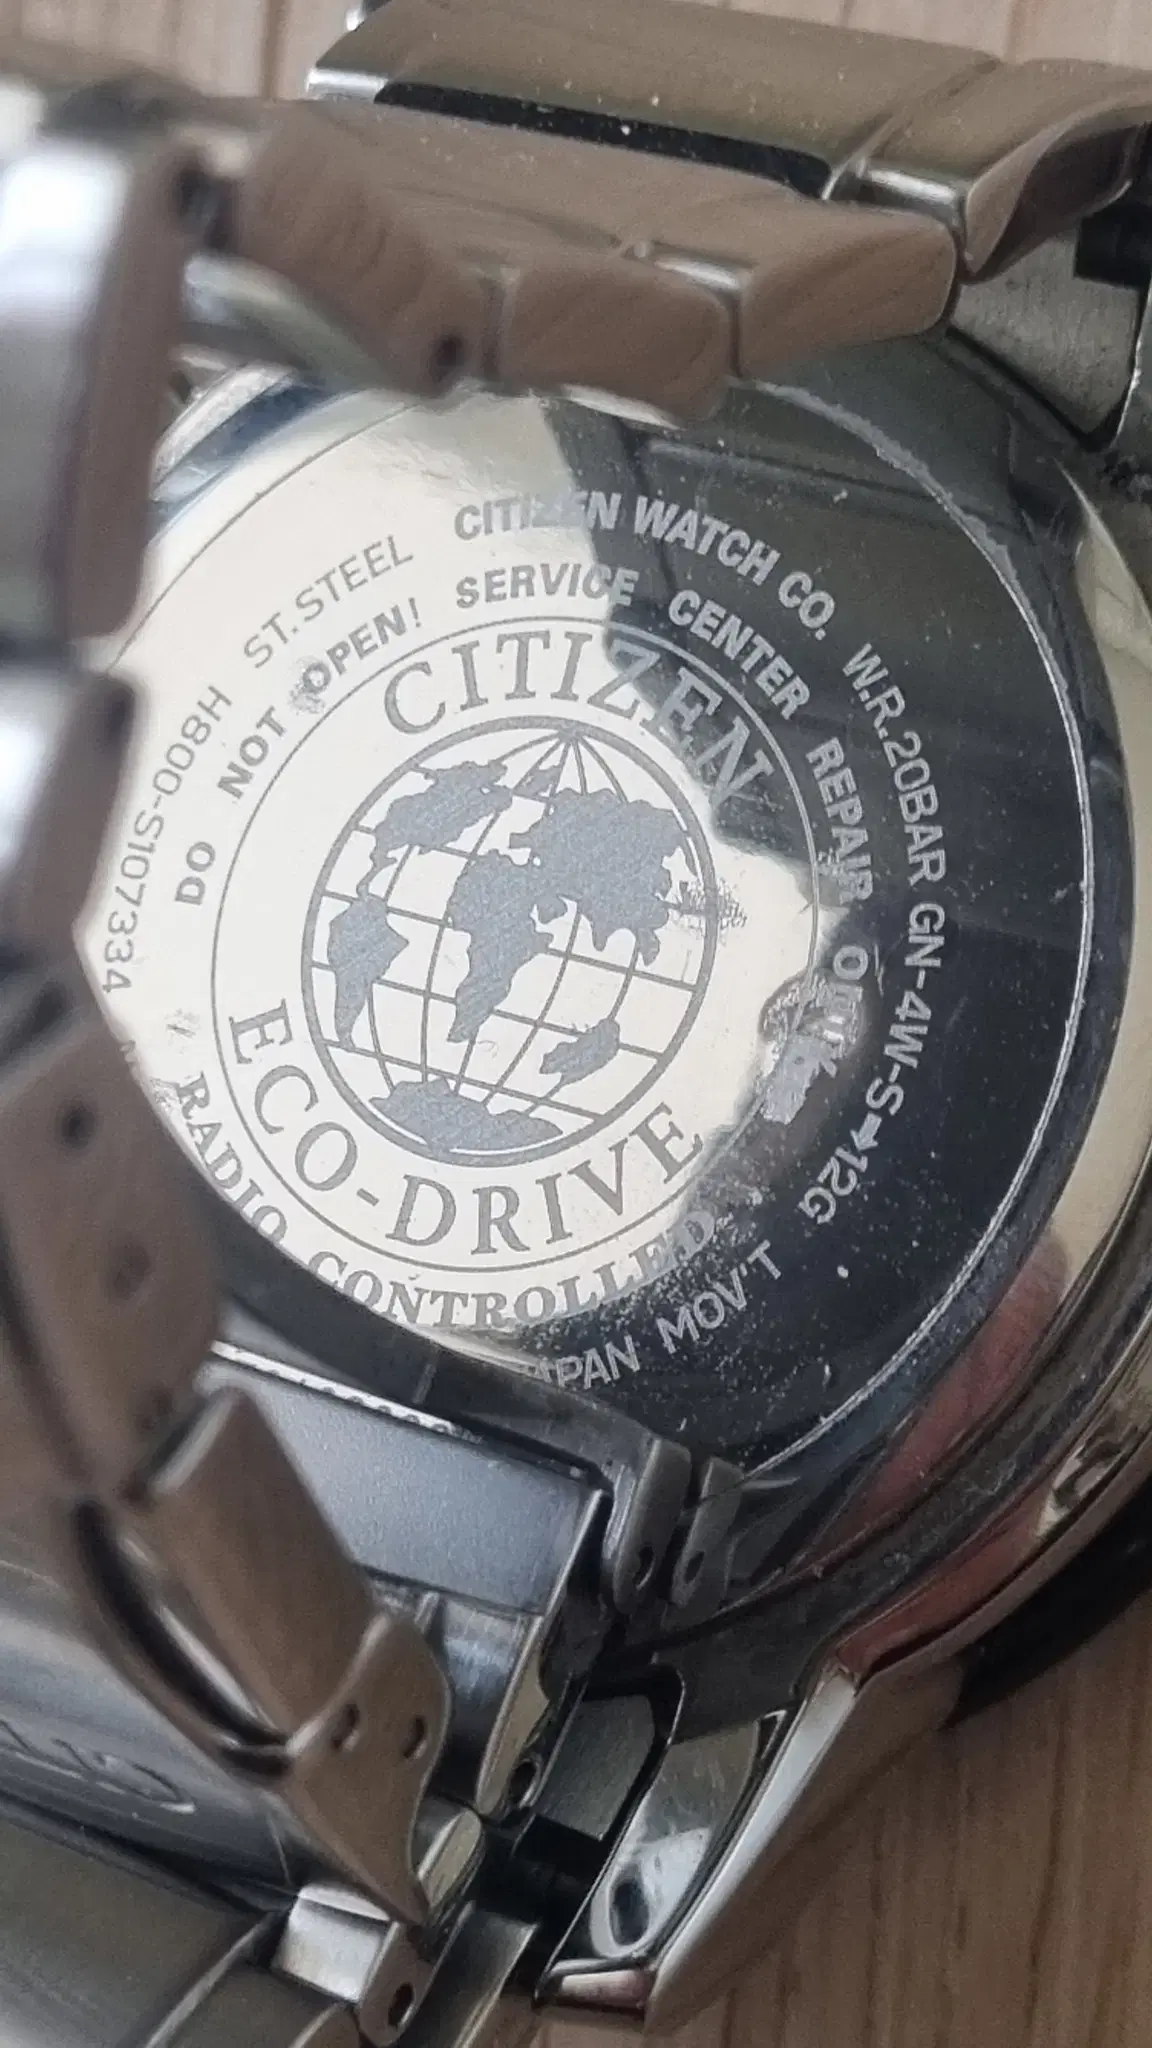 CITIZEN WATCH CO.
W.R.20BAR GN-4W-S➡12G
JAPAN MOV'T
H800-S107334
ST.STEEL
DO NOT OPEN! SERVICE CENTER REPAIR ONLY
RADIO CONTROLLED
CITIZEN
ECO-DRIVE